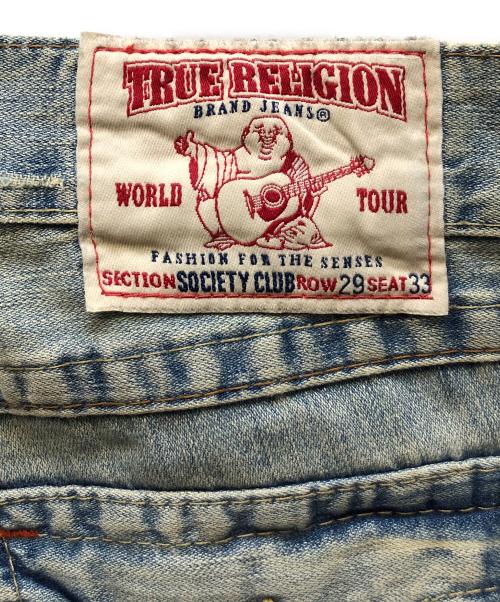 TRUE RELIGION
BRAND JEANS®
WORLD TOUR
FASHION FOR THE SENSES
SECTION SOCIETY CLUB ROW 29 SEAT 33